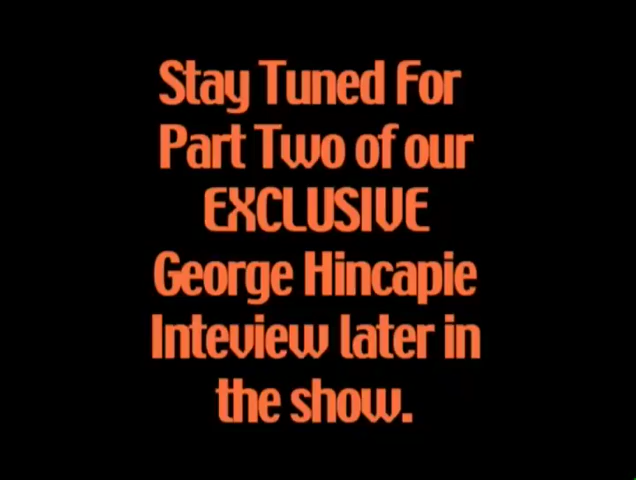 Stay Tuned For
Part Two of our
EXCLUSIVE
George Hincapie
Inteview later in
the show.